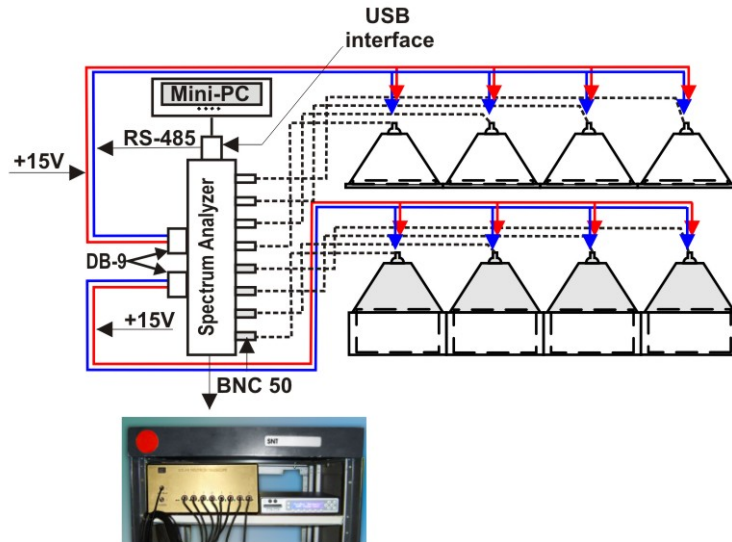 USB
interface
Mini-PC
RS-485
+15V
Spectrum Analyzer
DB-9
+15V
BNC 50
SNT